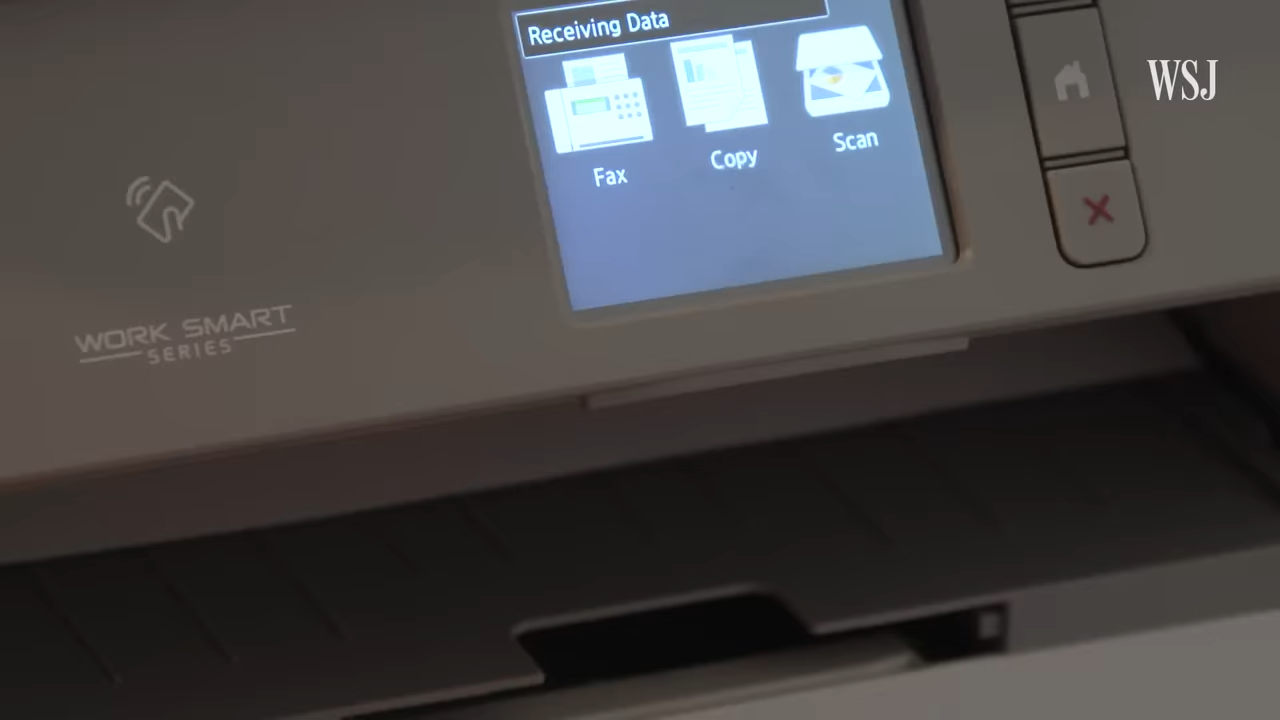 Receiving Data
Fax
Copy
Scan
WSJ
WORK SMART
SERIES